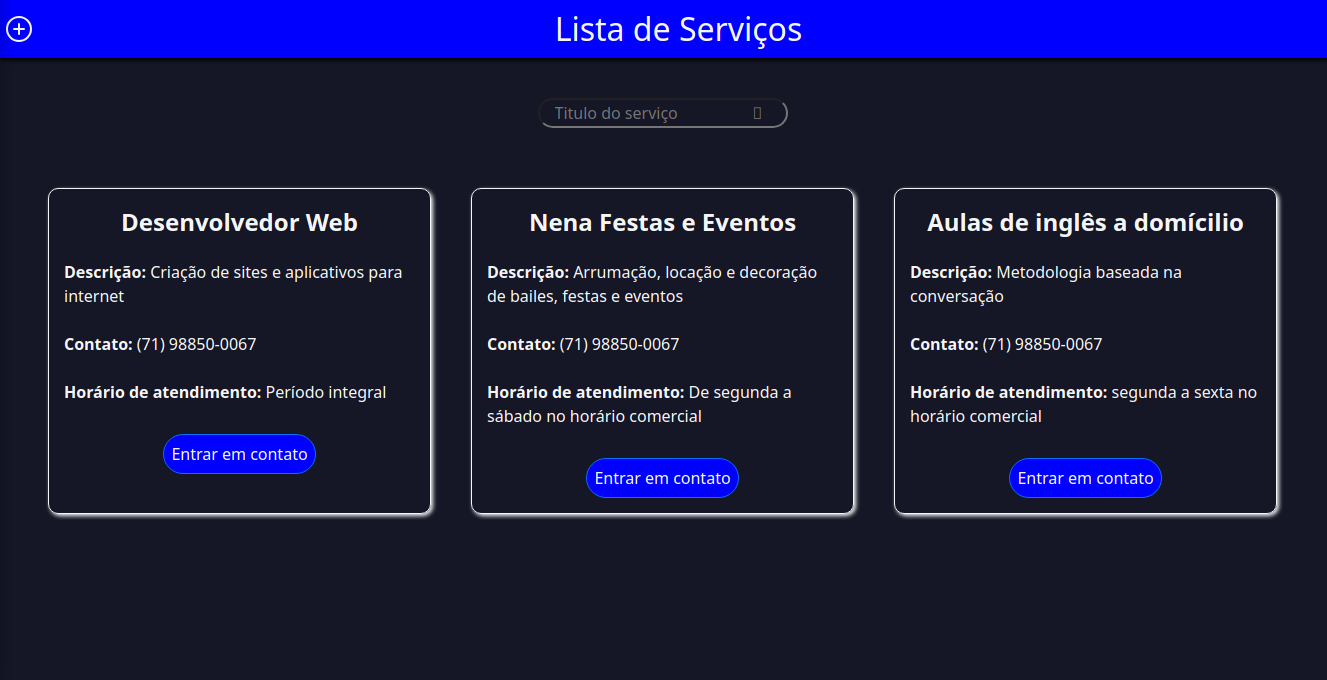 Lista de Serviços
Titulo do serviço
Desenvolvedor Web
Descrição: Criação de sites e aplicativos para
internet
Contato: (71) 98850-0067
Horário de atendimento: Período integral
Entrar em contato
Nena Festas e Eventos
Descrição: Arrumação, locação e decoração
de bailes, festas e eventos
Contato: (71) 98850-0067
Horário de atendimento: De segunda a
sábado no horário comercial
Entrar em contato
Aulas de inglês a domícilio
Descrição: Metodologia baseada na
conversação
Contato: (71) 98850-0067
Horário de atendimento: segunda a sexta no
horário comercial
Entrar em contato